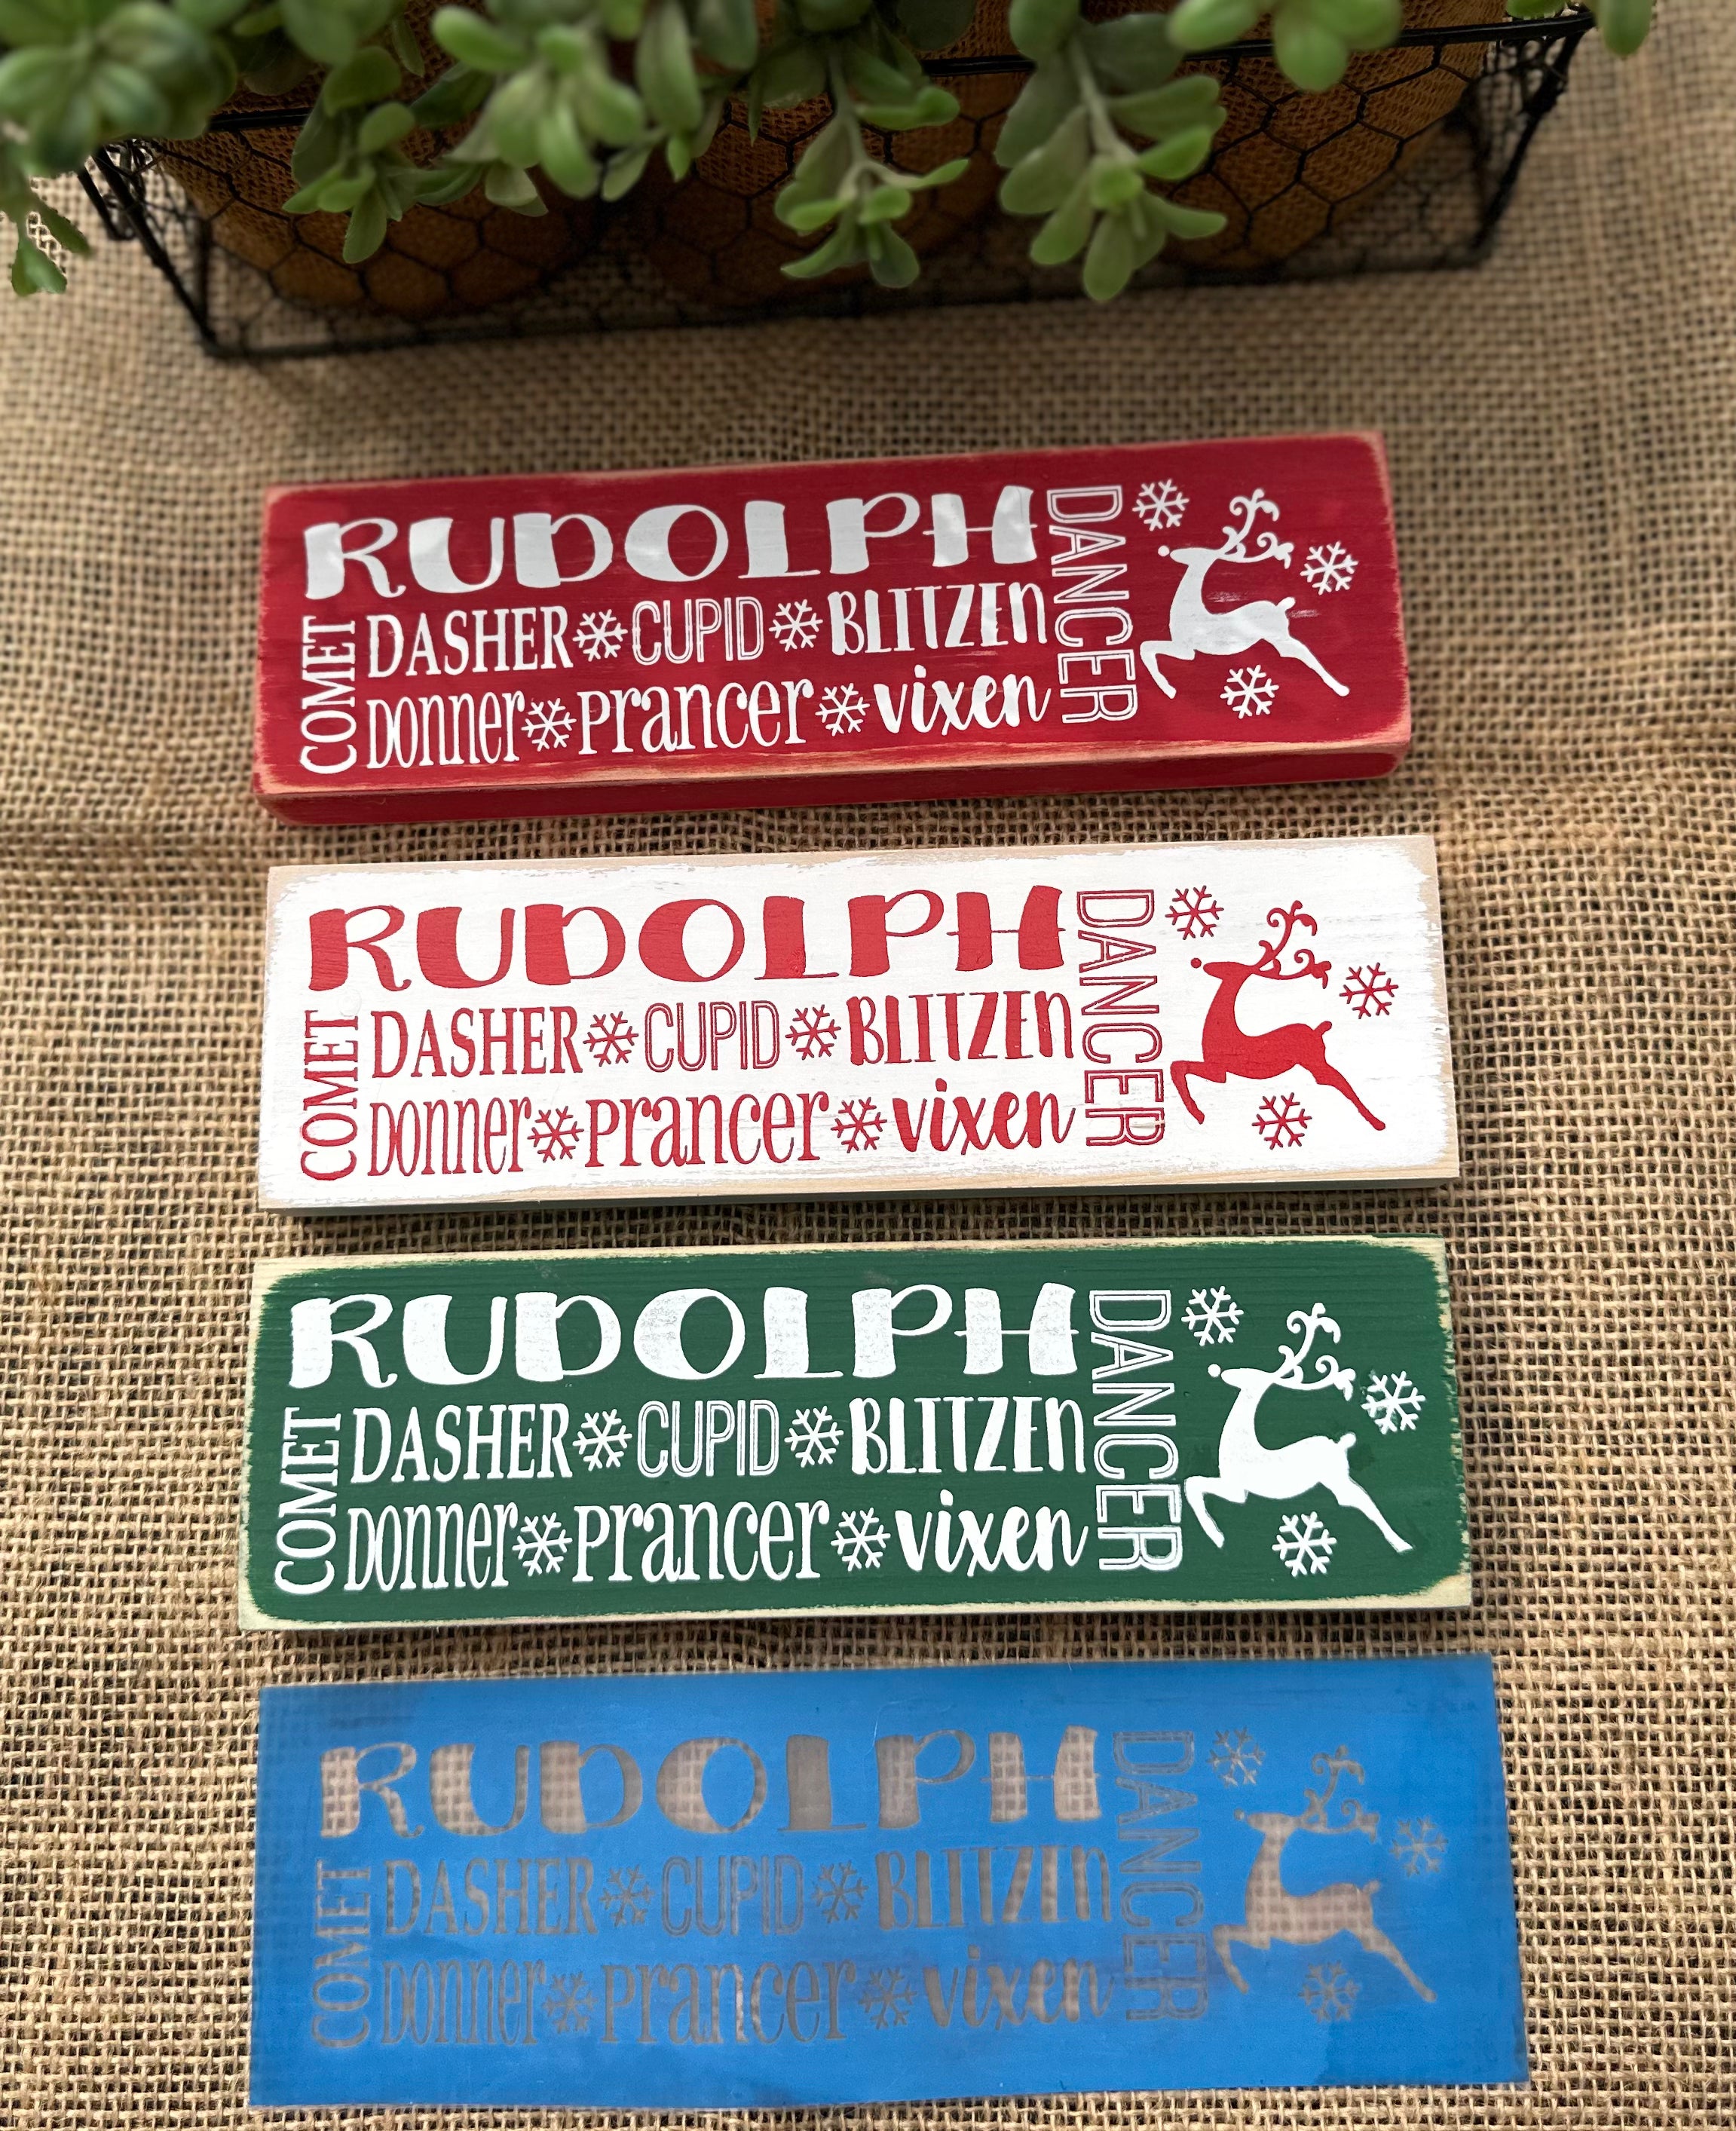 RUDOLPH
DANCER
COMET
DASHER CUPID BLITZEN
Donner Prancer vixen
RUDOLPH
DANCER
COMET
DASHER CUPID BLITZEN
Donner Prancer vixen
RUDOLPH
DANCER
COMET
DASHER CUPID BLITZEN
Donner Prancer vixen
RUDOLPH
DANCER
COMET
DASHER CUPID BLITZEN
Donner Prancer vixen